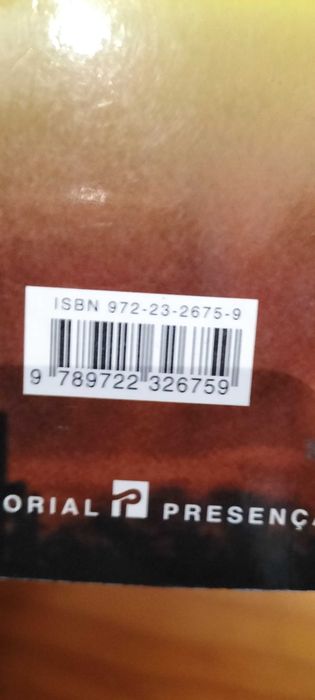 ISBN 972-23-2675-9
9 789722 326759
ORIAL P PRESENÇ